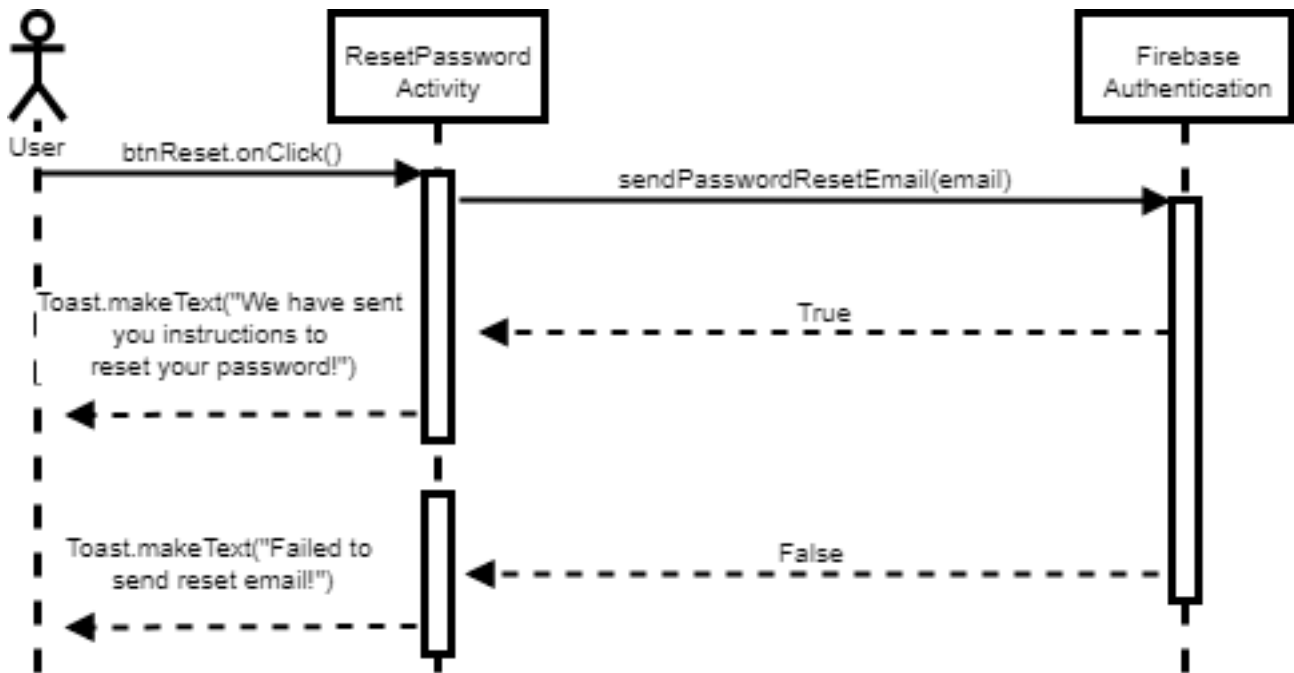 ResetPassword
Activity
Firebase
Authentication
User
btnReset.onClick()
sendPasswordResetEmail(email)
Toast.makeText("We have sent
you instructions to
reset your password!")
True
Toast.makeText("Failed to
send reset email!")
False